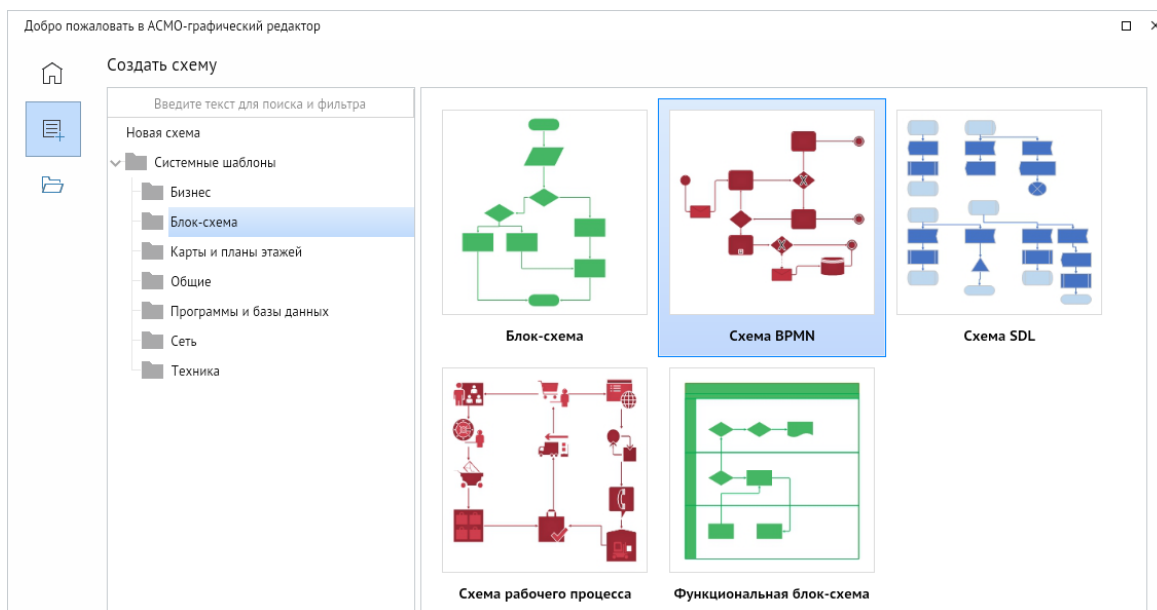 Добро пожаловать в АСМО-графический редактор
Создать схему
Введите текст для поиска и фильтра
Новая схема
Системные шаблоны
Бизнес
Блок-схема
Карты и планы этажей
Общие
Программы и базы данных
Сеть
Техника
Блок-схема
Схема BPMN
Схема SDL
Схема рабочего процесса
Функциональная блок-схема